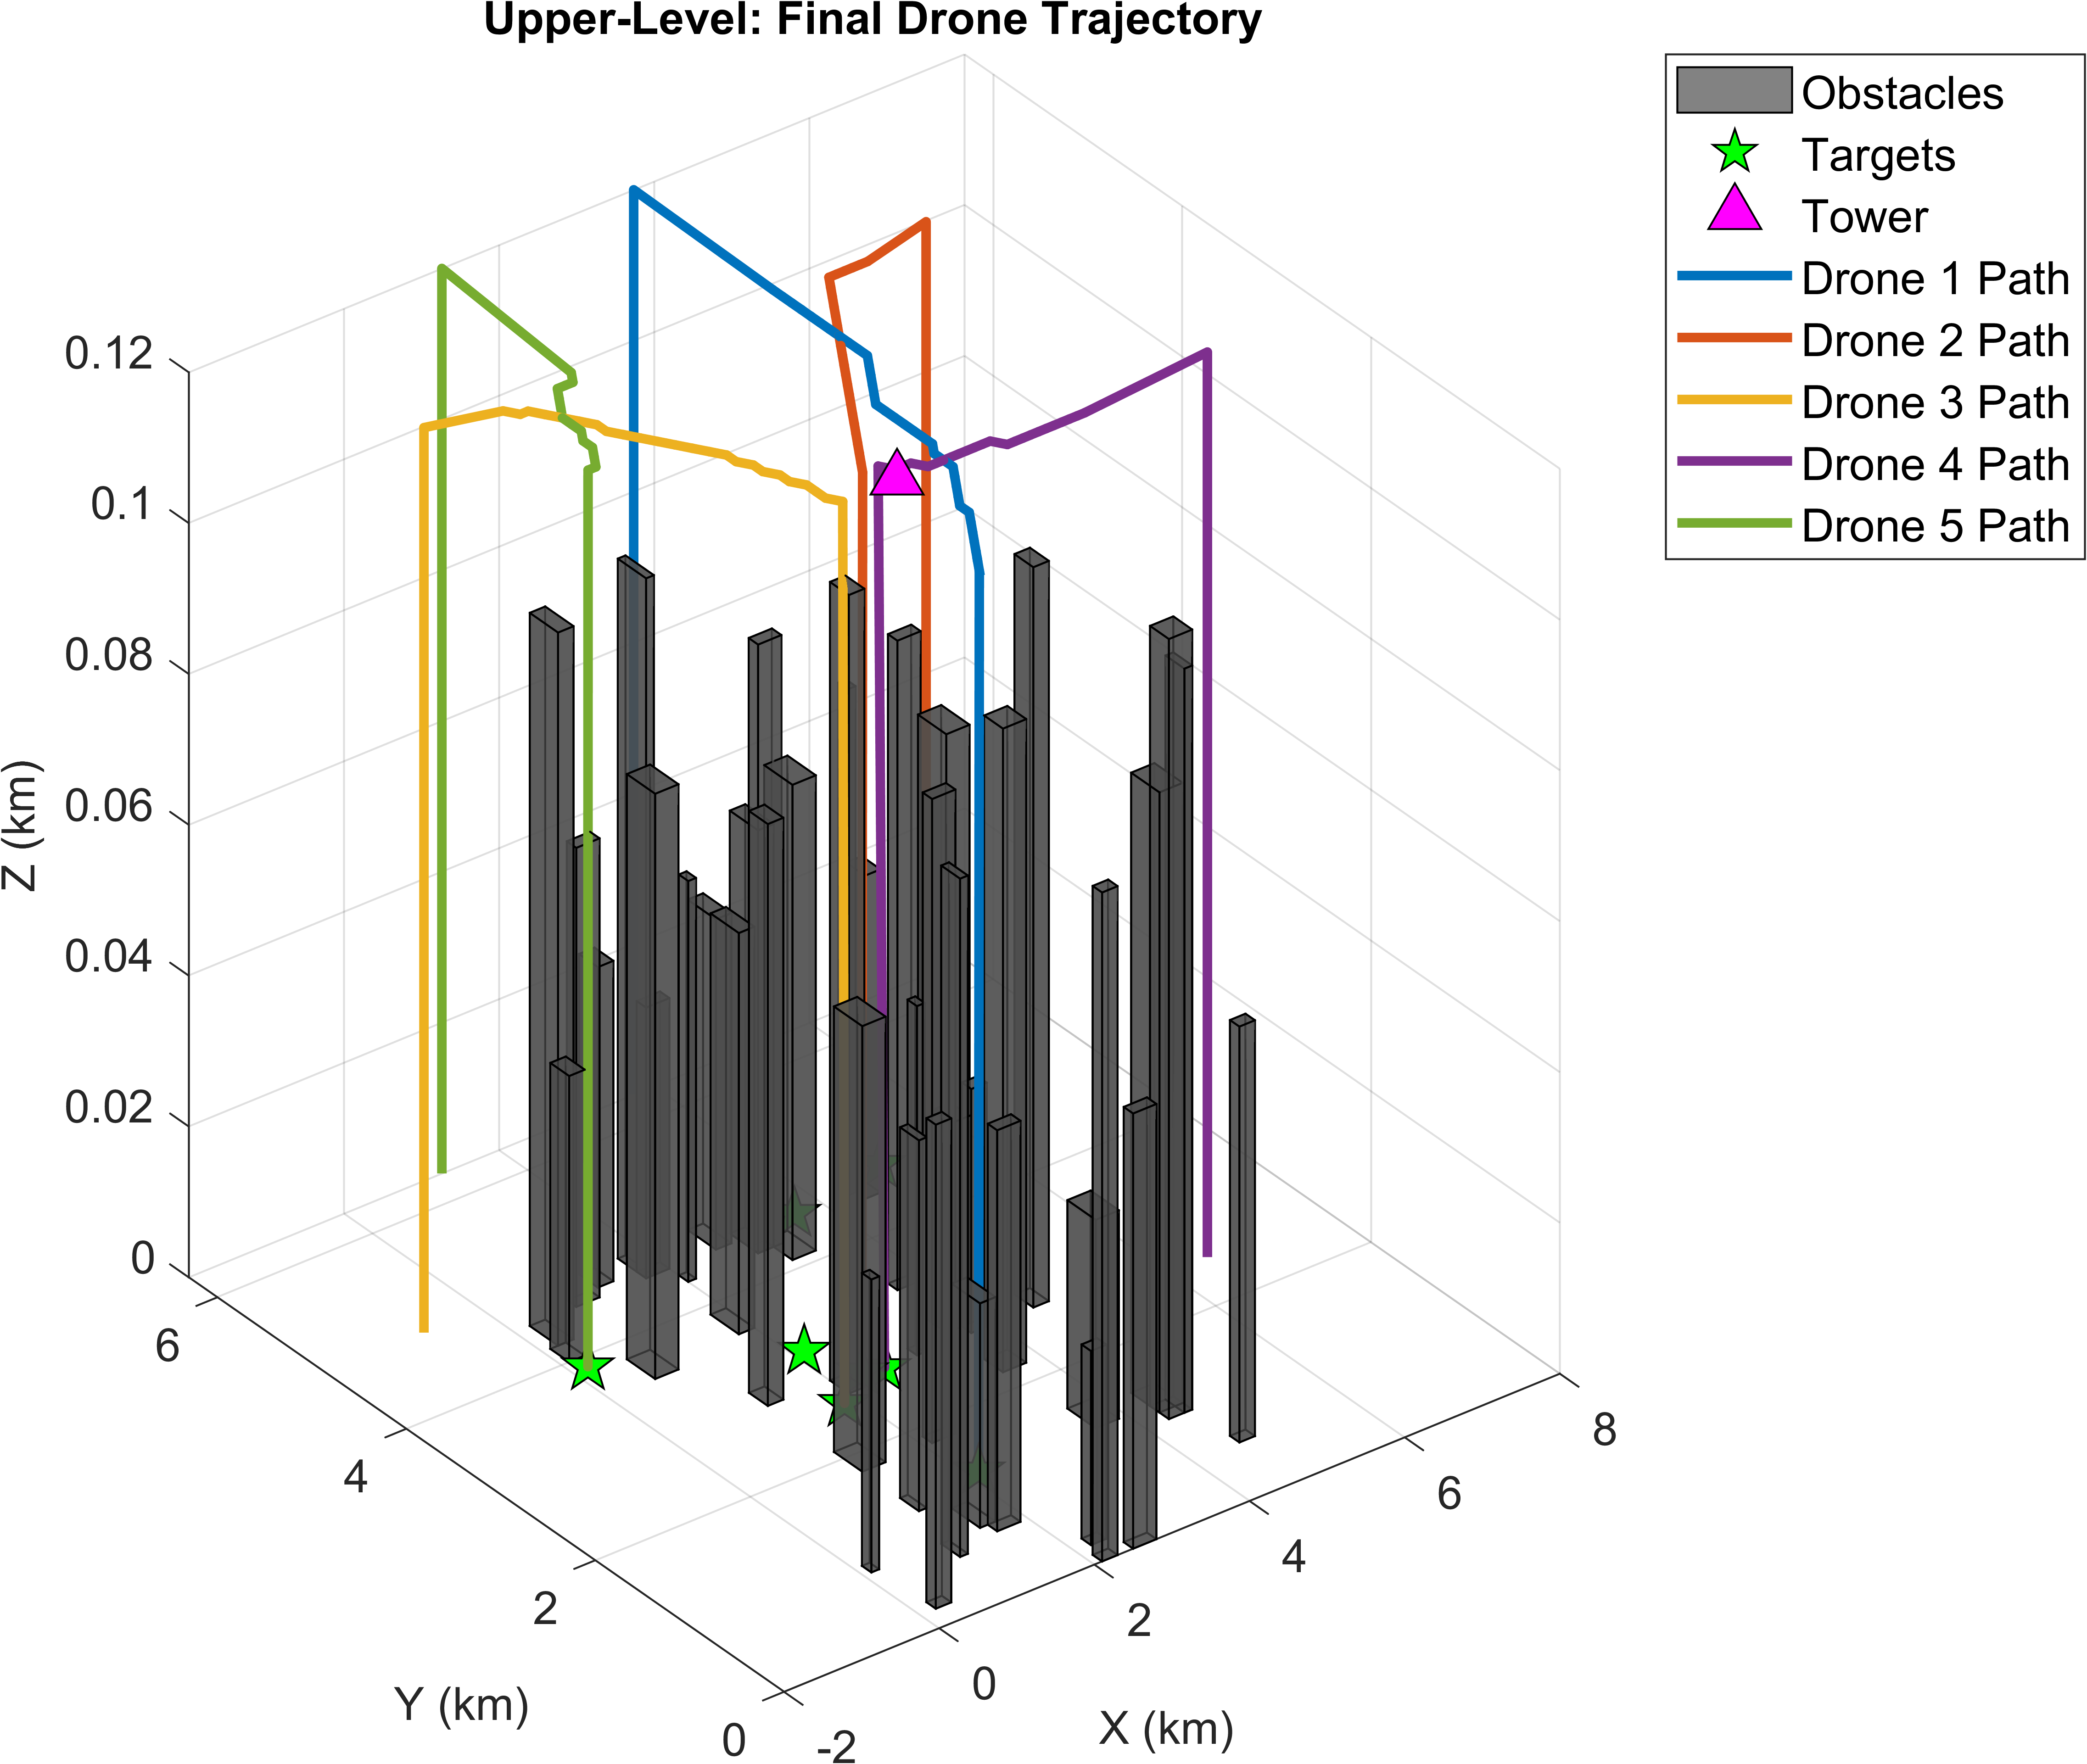 Upper-Level: Final Drone Trajectory
Obstacles
Targets
Tower
Drone 1 Path
Drone 2 Path
Drone 3 Path
Drone 4 Path
Drone 5 Path
0.12
0.1
0.08
0.06
0.04
0.02
0
Z (km)
6
4
2
0
Y (km)
-2
0
2
4
6
8
X (km)